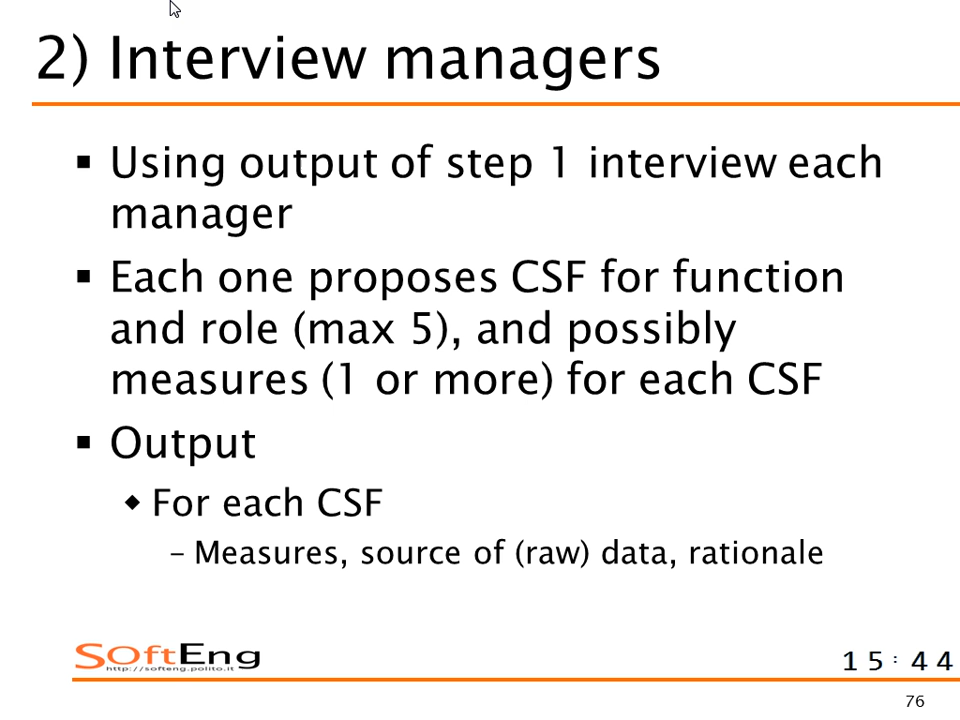 2) Interview managers
Using output of step 1 interview each
manager
Each one proposes CSF for function
and role (max 5), and possibly
measures (1 or more) for each CSF
Output
For each CSF
– Measures, source of (raw) data, rationale
SOftEng
http://softeng.polito.it
15:44
76